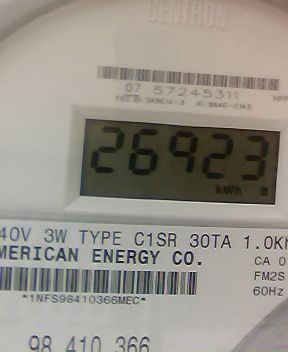 CENTRON
07 57245311
26923
kWh
40V 3W TYPE C1SR 30TA 1.0Kh
MERICAN ENERGY CO.
CA 0
FM2S
*1NFS98410366MEC*
60Hz
98 410 366